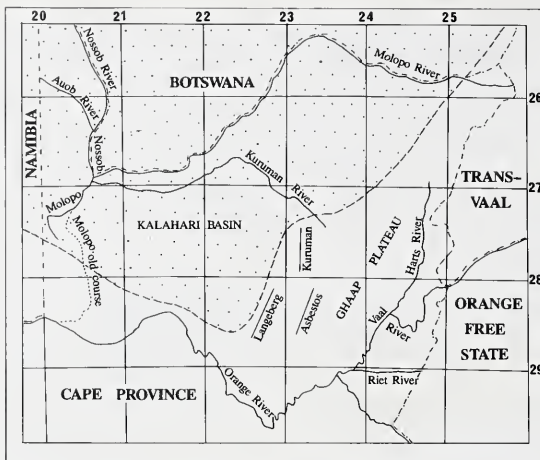 20 21 22 23 24 25
Nossob River
Auob River
Molopo River
BOTSWANA
26
NAMIBIA
Nossob
Kuruman River
27
TRANS-
VAAL
Molopo
KALAHARI BASIN
Molopo old course
Kuruman
PLATEAU
Harts River
28
Langeberg
Asbestos
GHAAP
Vaal River
ORANGE
FREE
STATE
29
CAPE PROVINCE
Orange River
Riet River